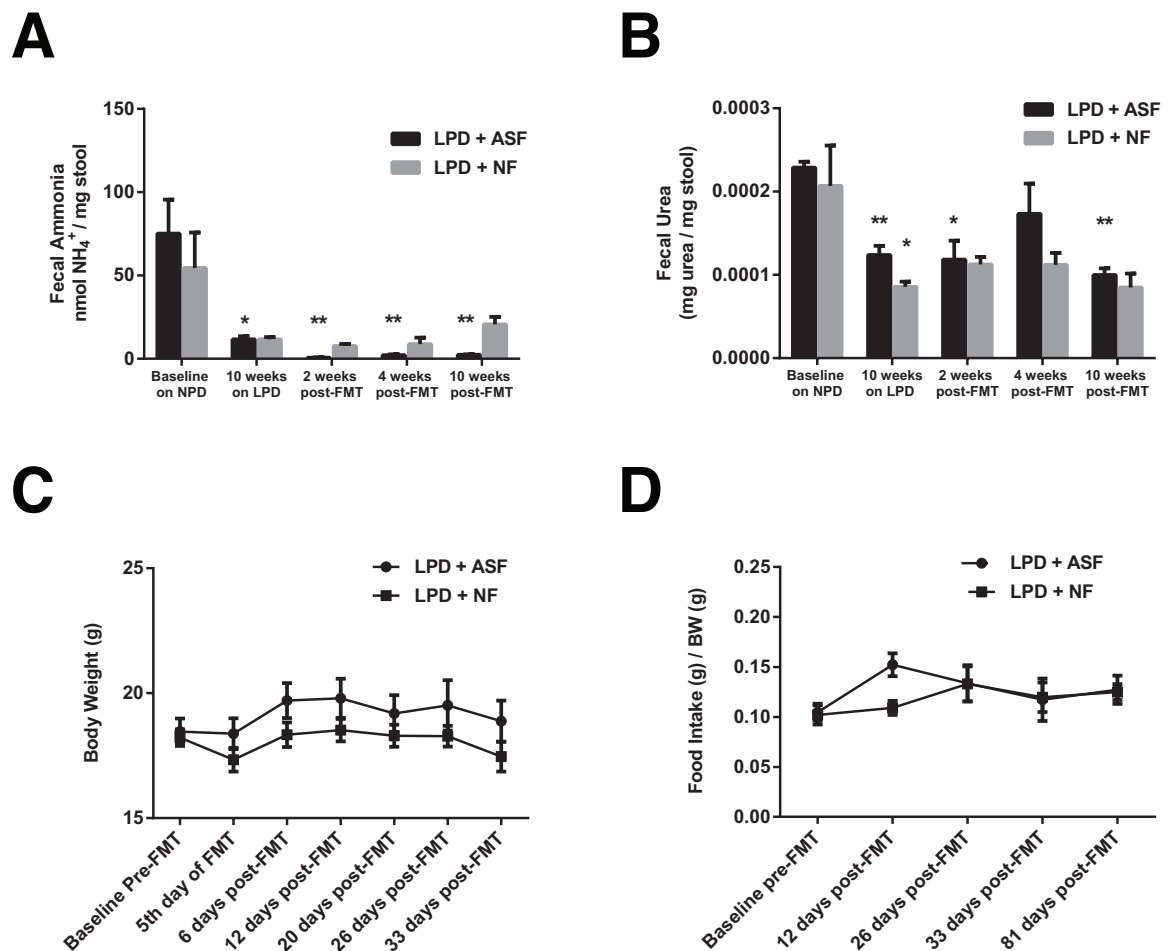 A
150
100
50
0
Fecal Ammonia
nmol NH4+/ mg stool
LPD + ASF
LPD + NF
*
**
**
**
Baseline
on NPD
10 weeks
on LPD
2 weeks
post-FMT
4 weeks
post-FMT
10 weeks
post-FMT
B
0.0003
0.0002
0.0001
0.0000
Fecal Urea
(mg urea / mg stool)
LPD + ASF
LPD + NF
**
*
*
**
Baseline
on NPD
10 weeks
on LPD
2 weeks
post-FMT
4 weeks
post-FMT
10 weeks
post-FMT
C
25
20
15
Body Weight (g)
LPD + ASF
LPD + NF
Baseline Pre-FMT
5th day of FMT
6 days post-FMT
12 days post-FMT
20 days post-FMT
26 days post-FMT
33 days post-FMT
D
0.25
0.20
0.15
0.10
0.05
0.00
Food Intake (g) / BW (g)
LPD + ASF
LPD + NF
Baseline pre-FMT
12 days post-FMT
26 days post-FMT
33 days post-FMT
81 days post-FMT